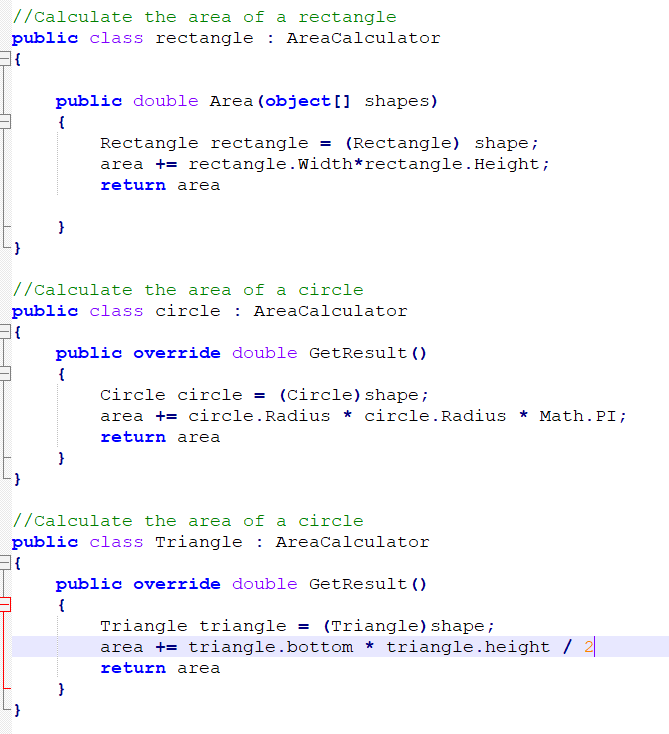 //Calculate the area of a rectangle
public class rectangle : AreaCalculator
{
public double Area(object[] shapes)
{
Rectangle rectangle = (Rectangle) shape;
area += rectangle.Width*rectangle.Height;
return area
}
}
//Calculate the area of a circle
public class circle : AreaCalculator
{
public override double GetResult()
{
Circle circle = (Circle)shape;
area += circle.Radius * circle.Radius * Math.PI;
return area
}
}
//Calculate the area of a circle
public class Triangle : AreaCalculator
{
public override double GetResult()
{
Triangle triangle = (Triangle)shape;
area += triangle.bottom * triangle.height / 2
return area
}
}